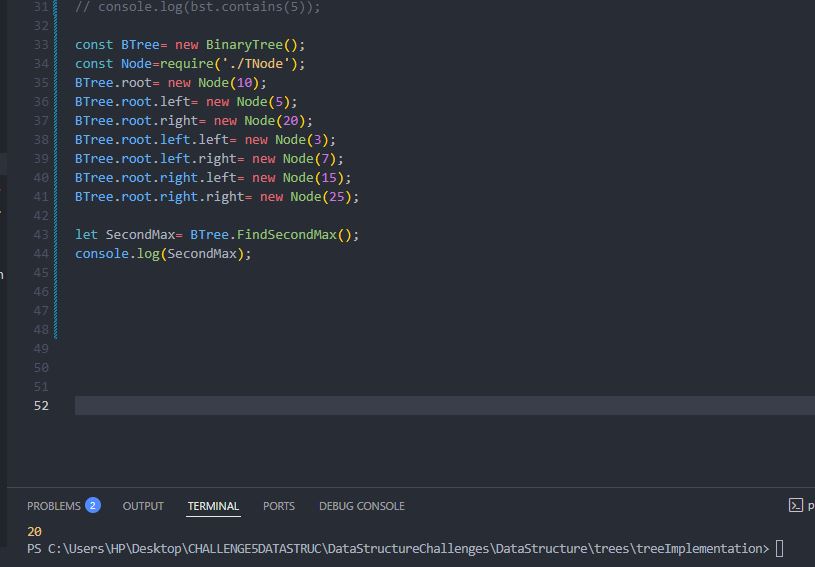 31 // console.log(bst.contains(5));
32
33 const BTree= new BinaryTree();
34 const Node=require('./TNode');
35 BTree.root= new Node(10);
36 BTree.root.left= new Node(5);
37 BTree.root.right= new Node(20);
38 BTree.root.left.left= new Node(3);
39 BTree.root.left.right= new Node(7);
40 BTree.root.right.left= new Node(15);
41 BTree.root.right.right= new Node(25);
42
43 let SecondMax= BTree.FindSecondMax();
44 console.log(SecondMax);
45
46
47
48
49
50
51
52
PROBLEMS 2 OUTPUT TERMINAL PORTS DEBUG CONSOLE
20
PS C:\Users\HP\Desktop\CHALLENGE5DATASTRUC\DataStructureChallenges\DataStructure\trees\treeImplementation>